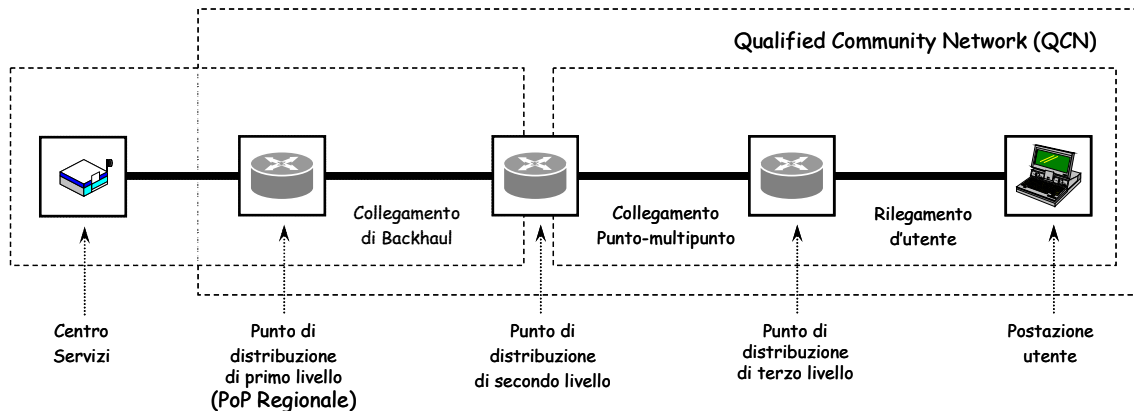 Qualified Community Network (QCN)
Collegamento
di Backhaul
Collegamento
Punto-multipunto
Rilegamento
d'utente
Centro
Servizi
Punto di
distribuzione
di primo livello
(PoP Regionale)
Punto di
distribuzione
di secondo livello
Punto di
distribuzione
di terzo livello
Postazione
utente